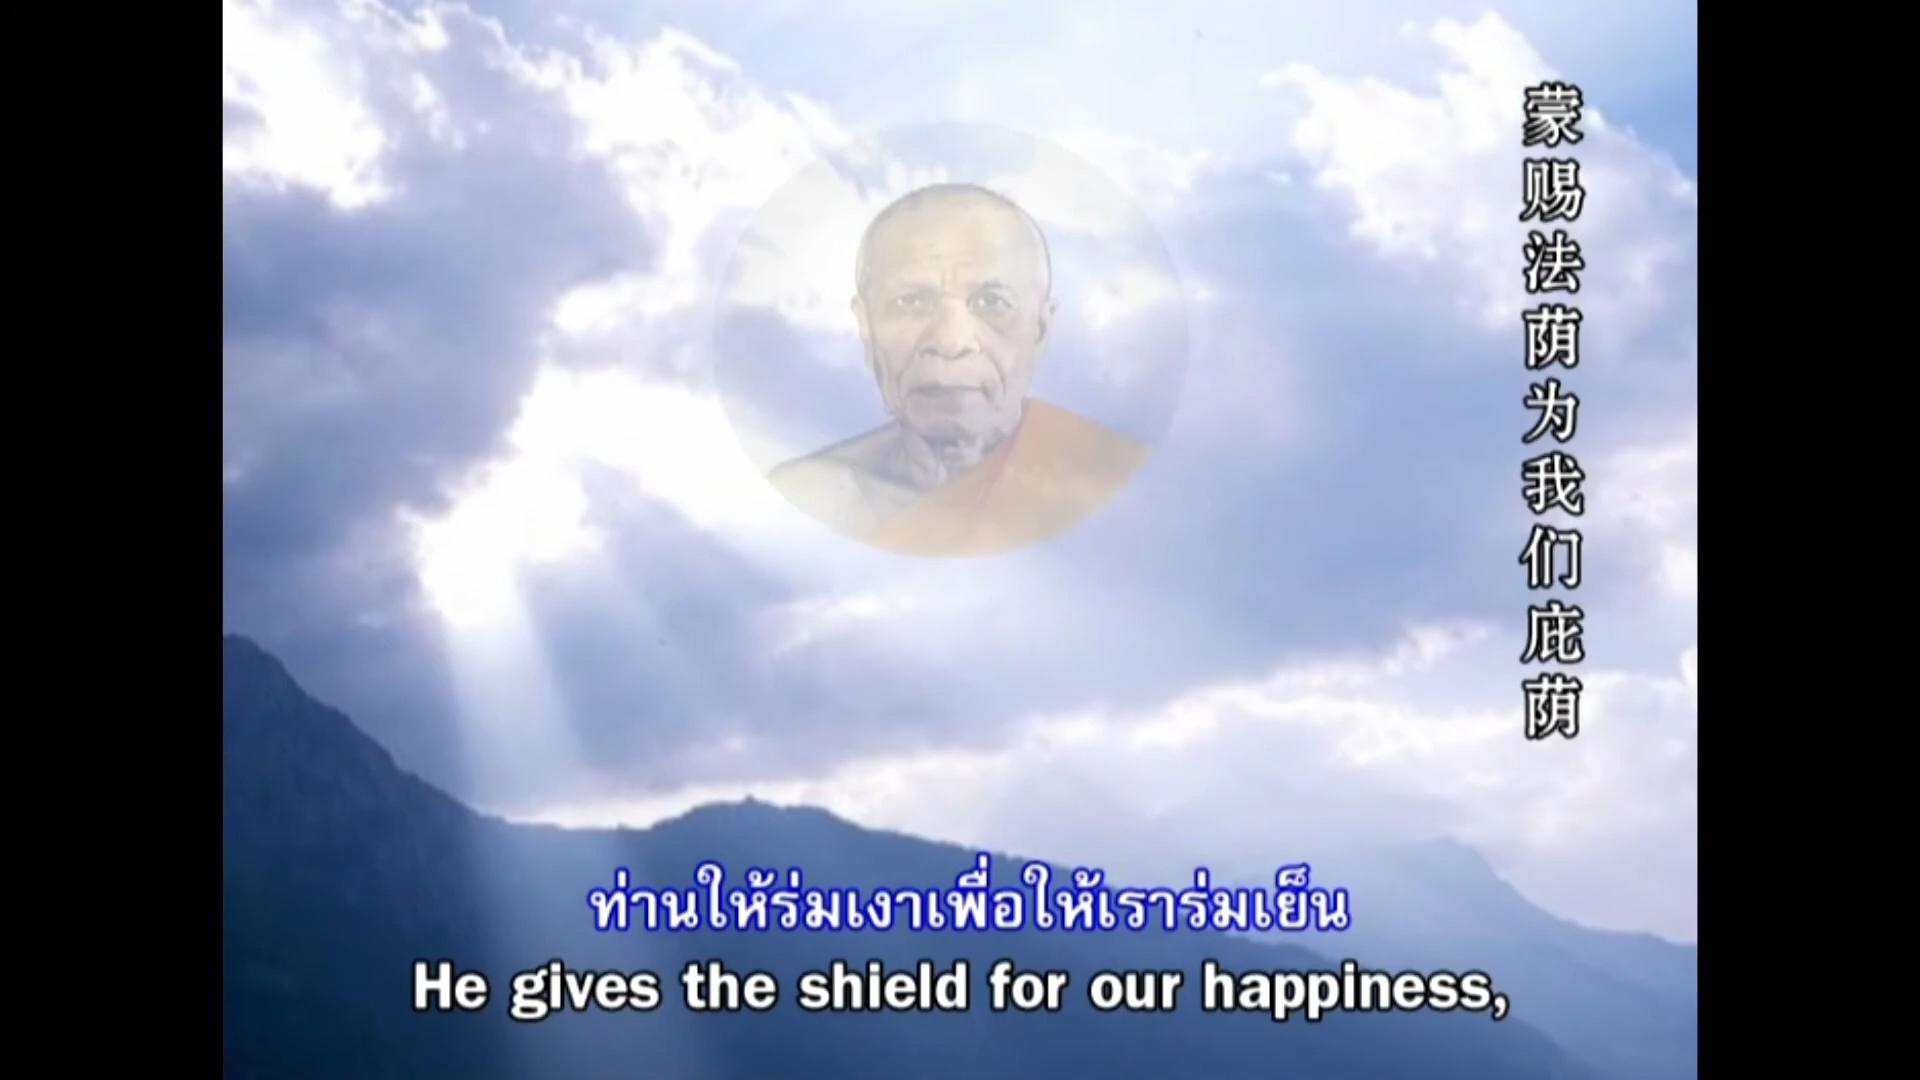 蒙赐法荫为我们庇荫
ท่านให้ร่มเงาเพื่อให้เราร่มเย็น
He gives the shield for our happiness,